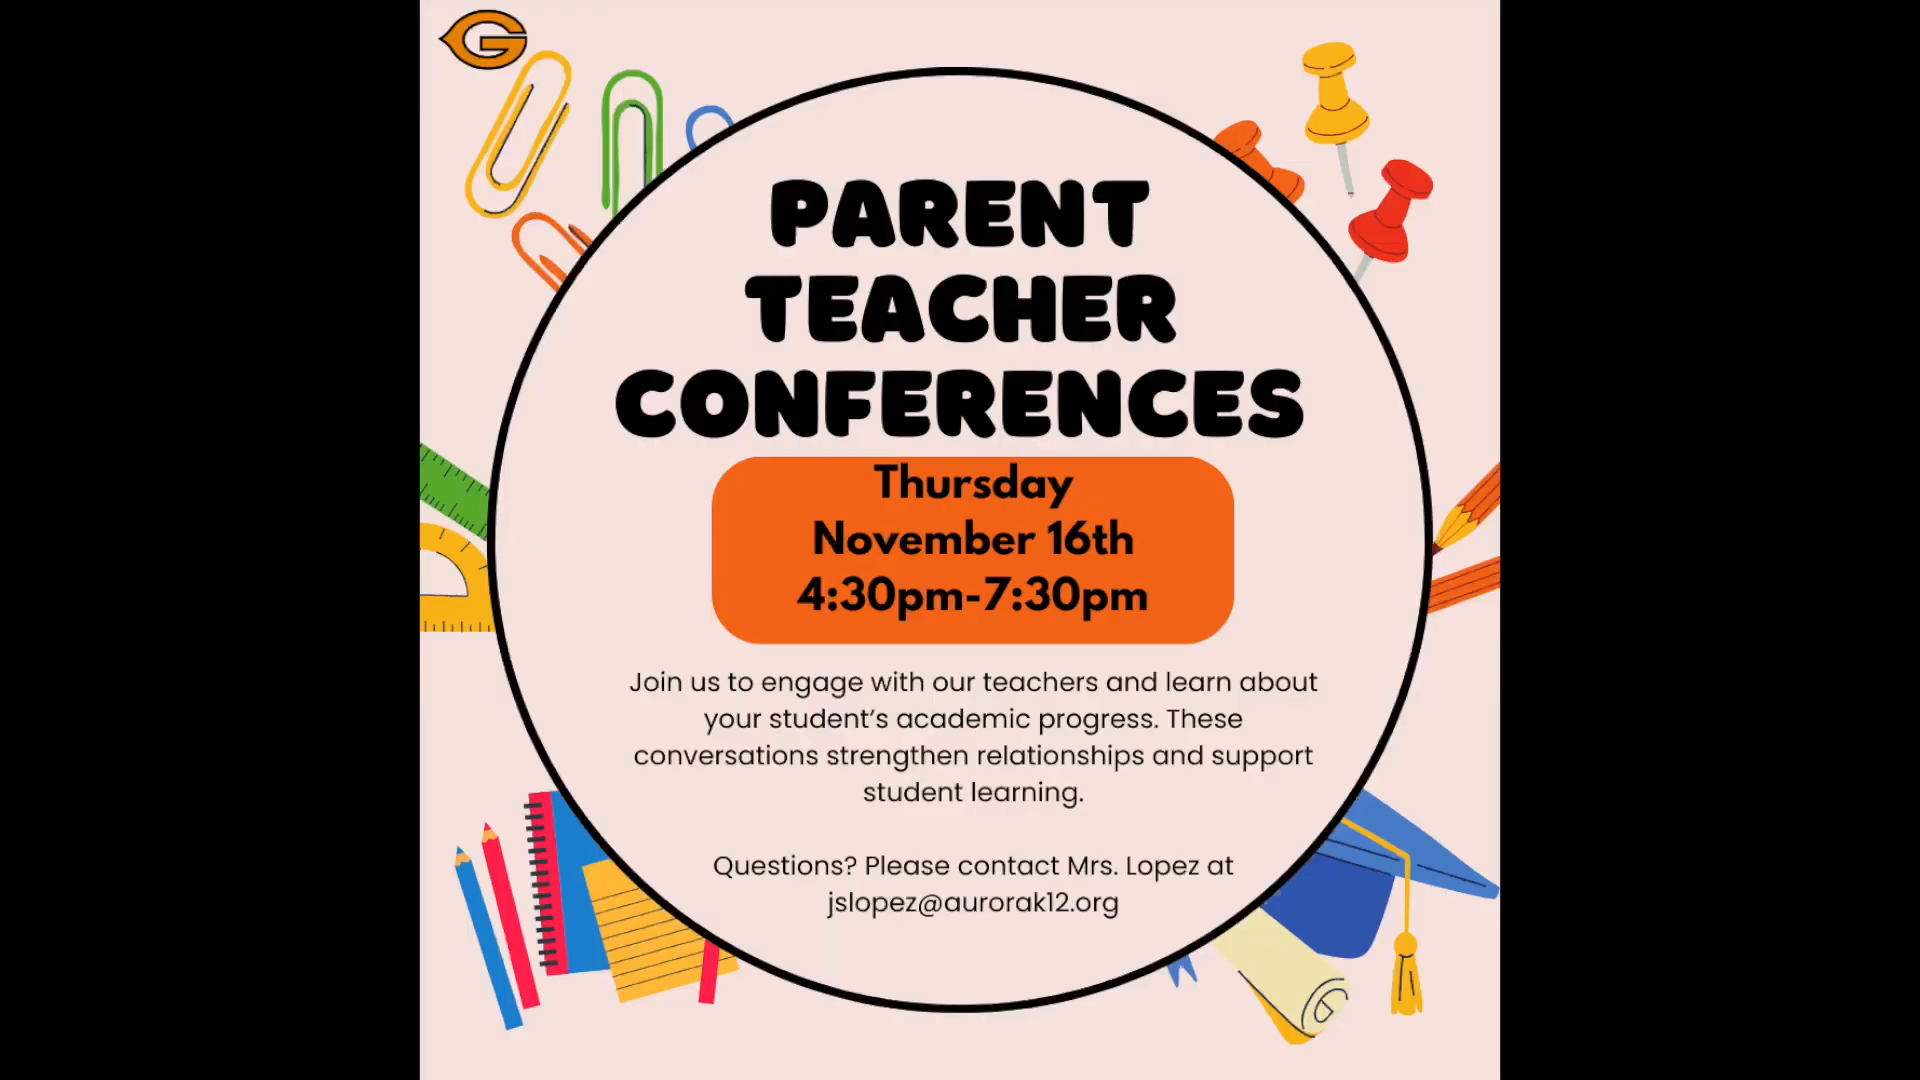 G
PARENT
TEACHER
CONFERENCES
Thursday
November 16th
4:30pm-7:30pm
Join us to engage with our teachers and learn about
your student’s academic progress. These
conversations strengthen relationships and support
student learning.
Questions? Please contact Mrs. Lopez at
jslopez@aurorak12.org